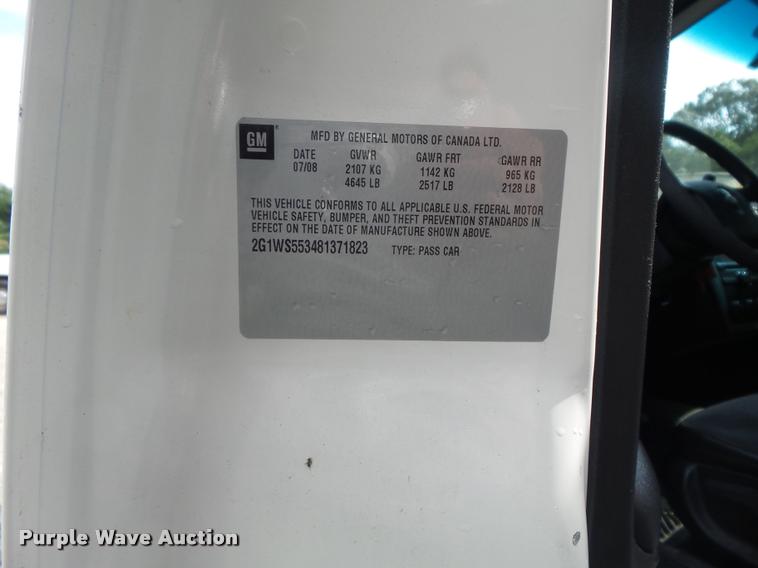 GM
MFD BY GENERAL MOTORS OF CANADA LTD.
DATE GVWR GAWR FRT GAWR RR
07/08 2107 KG 1142 KG 965 KG
4645 LB 2517 LB 2128 LB
THIS VEHICLE CONFORMS TO ALL APPLICABLE U.S. FEDERAL MOTOR
VEHICLE SAFETY, BUMPER, AND THEFT PREVENTION STANDARDS IN
EFFECT ON THE DATE OF MANUFACTURE SHOWN ABOVE.
2G1WS553481371823 TYPE: PASS CAR
Purple Wave Auction